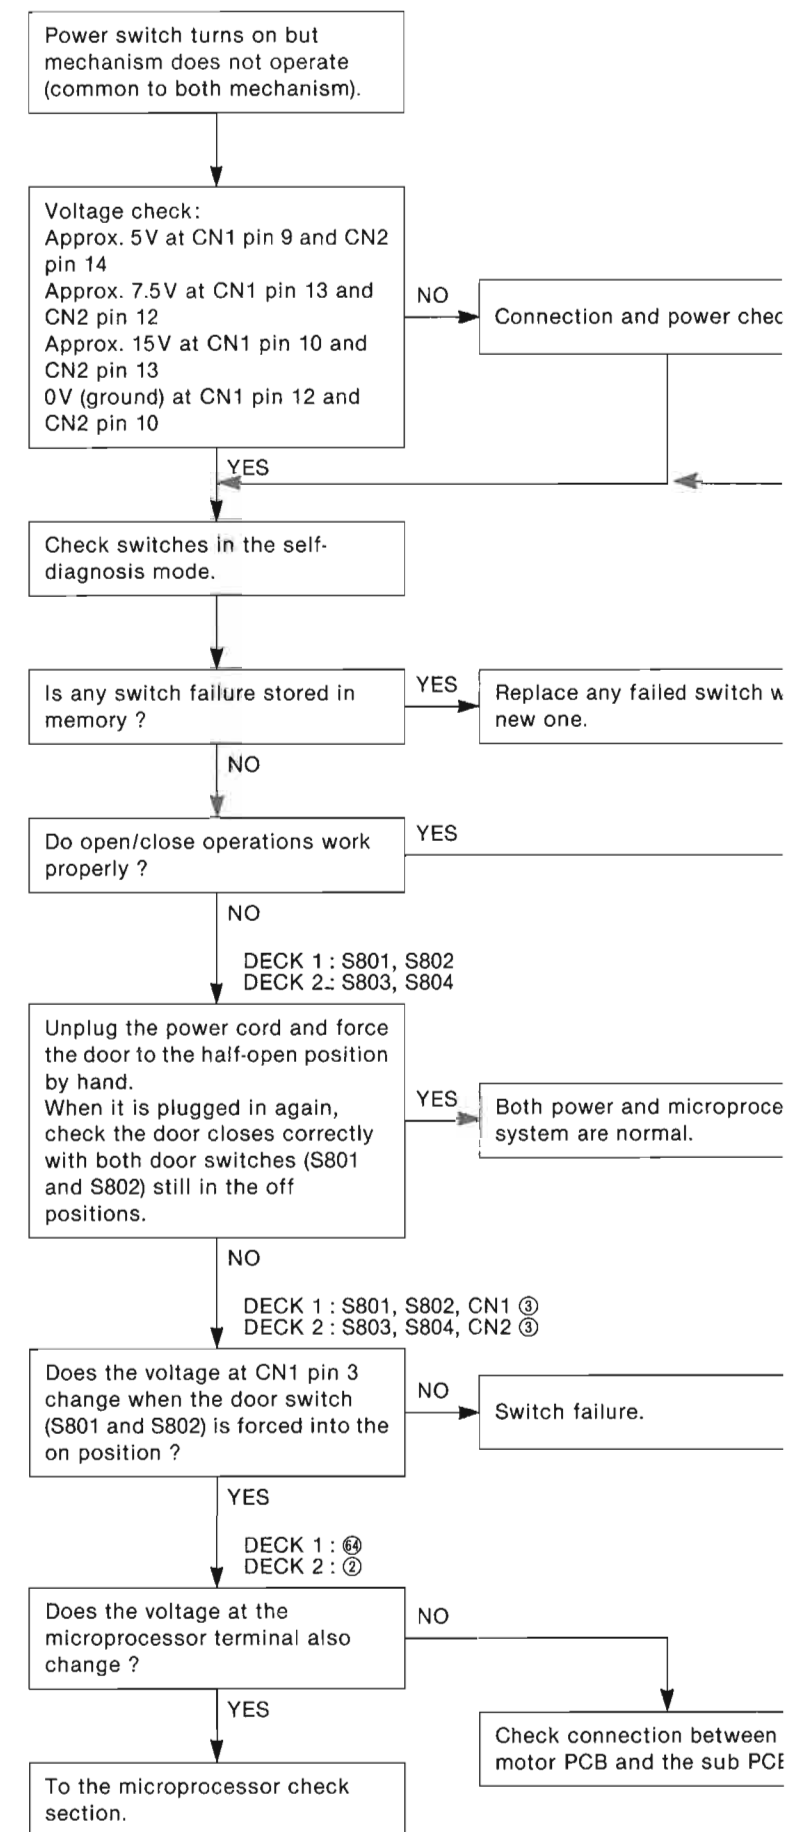 Power switch turns on but
mechanism does not operate
(common to both mechanism).
Voltage check:
Approx. 5V at CN1 pin 9 and CN2
pin 14
Approx. 7.5V at CN1 pin 13 and
CN2 pin 12
Approx. 15V at CN1 pin 10 and
CN2 pin 13
0V (ground) at CN1 pin 12 and
CN2 pin 10
NO
Connection and power chec
YES
Check switches in the self-
diagnosis mode.
Is any switch failure stored in
memory ?
YES
Replace any failed switch w
new one.
NO
Do open/close operations work
properly ?
YES
NO
DECK 1 : S801, S802
DECK 2 : S803, S804
Unplug the power cord and force
the door to the half-open position
by hand.
When it is plugged in again,
check the door closes correctly
with both door switches (S801
and S802) still in the off
positions.
YES
Both power and microproce
system are normal.
NO
DECK 1 : S801, S802, CN1 ③
DECK 2 : S803, S804, CN2 ③
Does the voltage at CN1 pin 3
change when the door switch
(S801 and S802) is forced into the
on position ?
NO
Switch failure.
YES
DECK 1 : 64
DECK 2 : ②
Does the voltage at the
microprocessor terminal also
change ?
NO
YES
Check connection between
motor PCB and the sub PCB
To the microprocessor check
section.